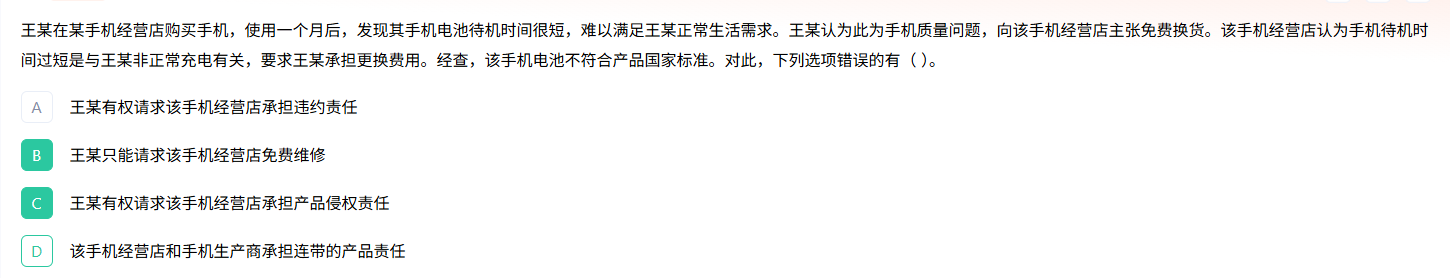 王某在某手机经营店购买手机，使用一个月后，发现其手机电池待机时间很短，难以满足王某正常生活需求。王某认为此为手机质量问题，向该手机经营店主张免费换货。该手机经营店认为手机待机时
间过短是与王某非正常充电有关，要求王某承担更换费用。经查，该手机电池不符合产品国家标准。对此，下列选项错误的有（ )。
A 王某有权请求该手机经营店承担违约责任
B 王某只能请求该手机经营店免费维修
C 王某有权请求该手机经营店承担产品侵权责任
D 该手机经营店和手机生产商承担连带的产品责任